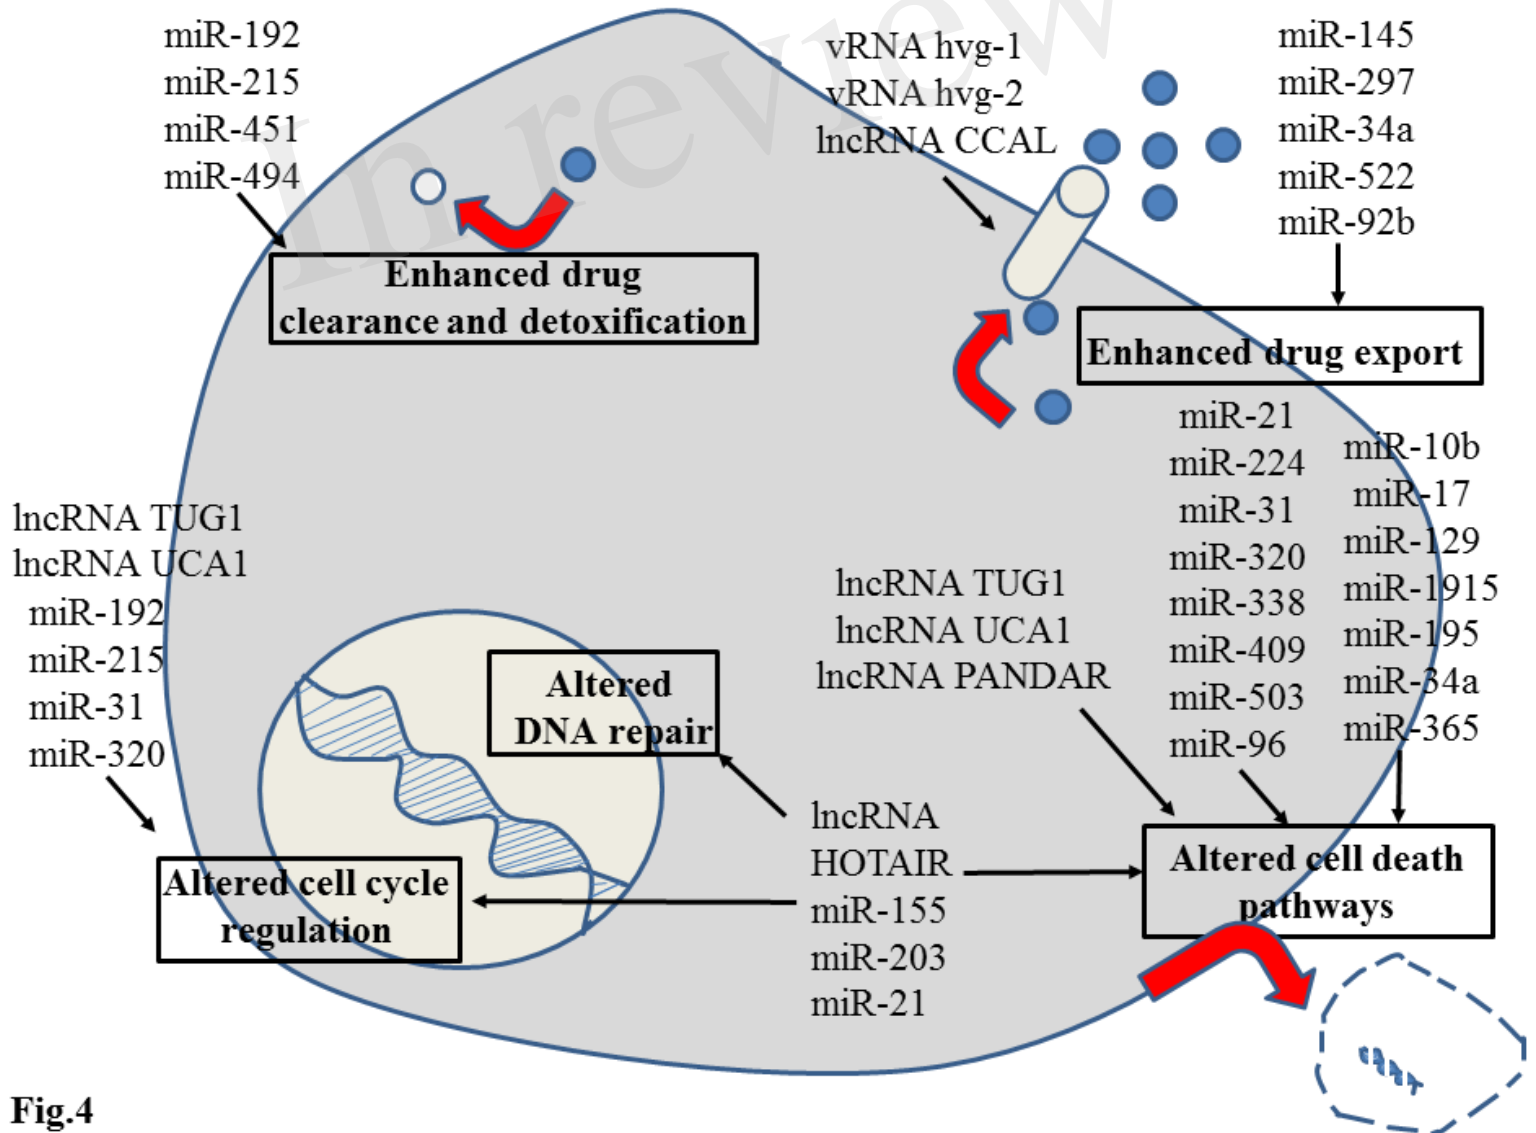 In review
miR-192
miR-215
miR-451
miR-494
Enhanced drug
clearance and detoxification
vRNA hvg-1
vRNA hvg-2
lncRNA CCAL
miR-145
miR-297
miR-34a
miR-522
miR-92b
Enhanced drug export
lncRNA TUG1
lncRNA UCA1
miR-192
miR-215
miR-31
miR-320
Altered cell cycle
regulation
Altered
DNA repair
lncRNA
HOTAIR
miR-155
miR-203
miR-21
lncRNA TUG1
lncRNA UCA1
lncRNA PANDAR
miR-21
miR-224
miR-31
miR-320
miR-338
miR-409
miR-503
miR-96
miR-10b
miR-17
miR-129
miR-1915
miR-195
miR-34a
miR-365
Altered cell death
pathways
Fig.4